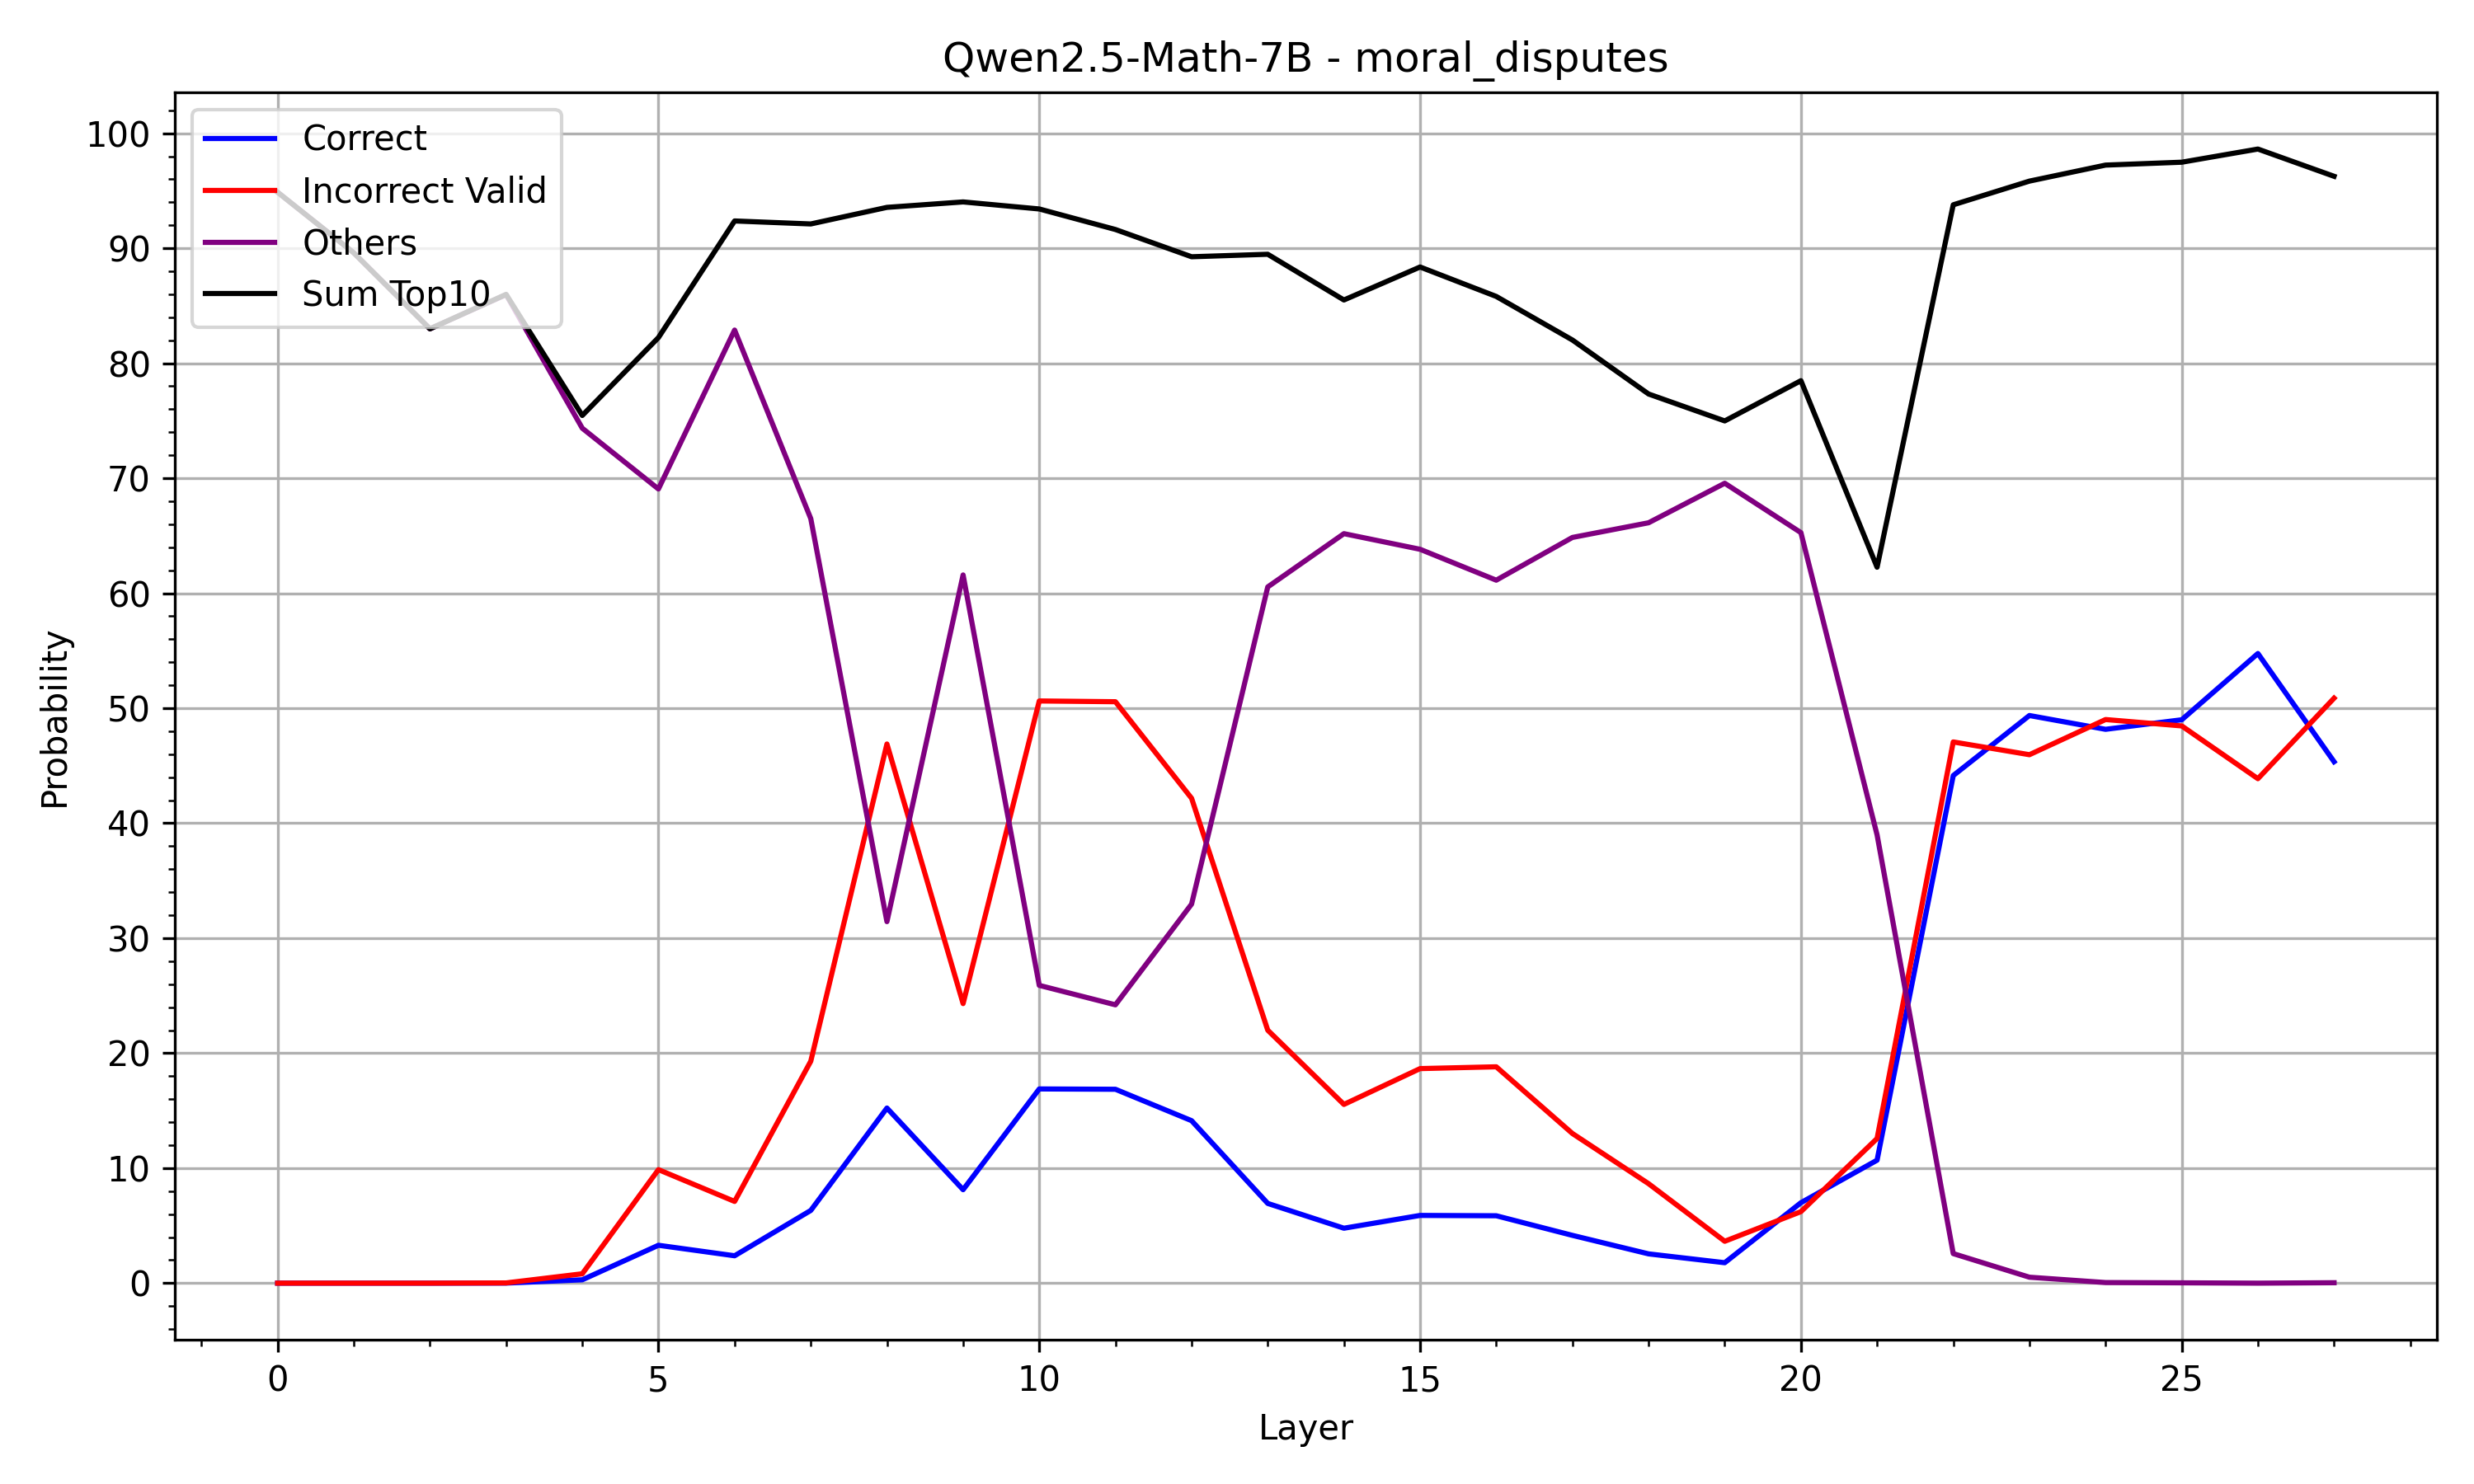 Qwen2.5-Math-7B - moral_disputes
Correct
Incorrect Valid
Others
Sum Top10
100
90
80
70
60
50
40
30
20
10
0
Probability
0 5 10 15 20 25
Layer